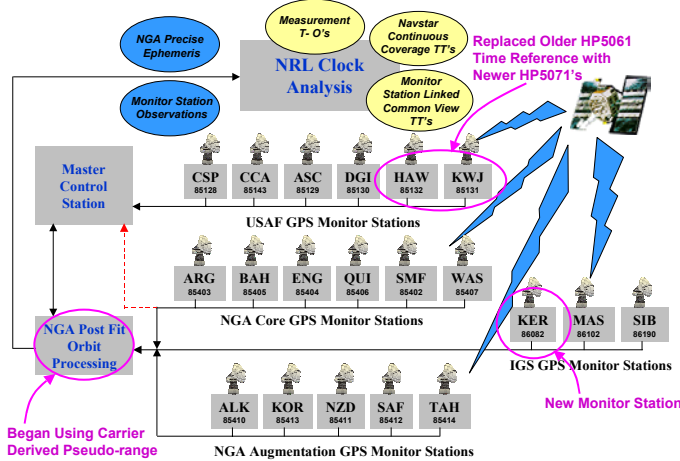 NGA Precise
Ephemeris
Monitor Station
Observations
NRL Clock
Analysis
Measurement
T- O's
Navstar
Continuous
Coverage TT's
Monitor
Station Linked
Common View
TT's
Replaced Older HP5061
Time Reference with
Newer HP5071's
Master
Control
Station
CSP
85128
CCA
85143
ASC
85129
DGI
85130
HAW
85132
KWJ
85131
USAF GPS Monitor Stations
ARG
85403
BAH
85405
ENG
85404
QUI
85406
SMF
85402
WAS
85407
NGA Core GPS Monitor Stations
KER
86082
MAS
86102
SIB
86190
IGS GPS Monitor Stations
New Monitor Station
NGA Post Fit
Orbit
Processing
Began Using Carrier
Derived Pseudo-range
ALK
85410
KOR
85413
NZD
85411
SAF
85412
TAH
85414
NGA Augmentation GPS Monitor Stations